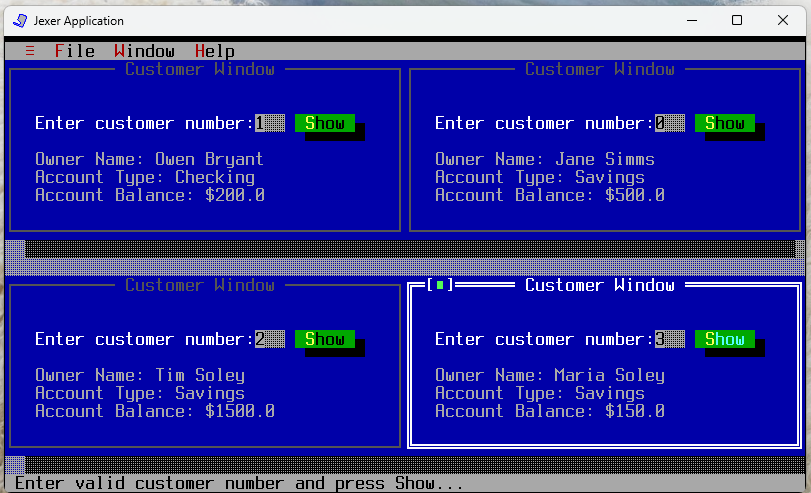 Jexer Application
≡ File Window Help
Customer Window
Enter customer number:1 Show
Owner Name: Owen Bryant
Account Type: Checking
Account Balance: $200.0
Customer Window
Enter customer number:0 Show
Owner Name: Jane Simms
Account Type: Savings
Account Balance: $500.0
Customer Window
Enter customer number:2 Show
Owner Name: Tim Soley
Account Type: Savings
Account Balance: $1500.0
[■] Customer Window
Enter customer number:3 Show
Owner Name: Maria Soley
Account Type: Savings
Account Balance: $150.0
Enter valid customer number and press Show...